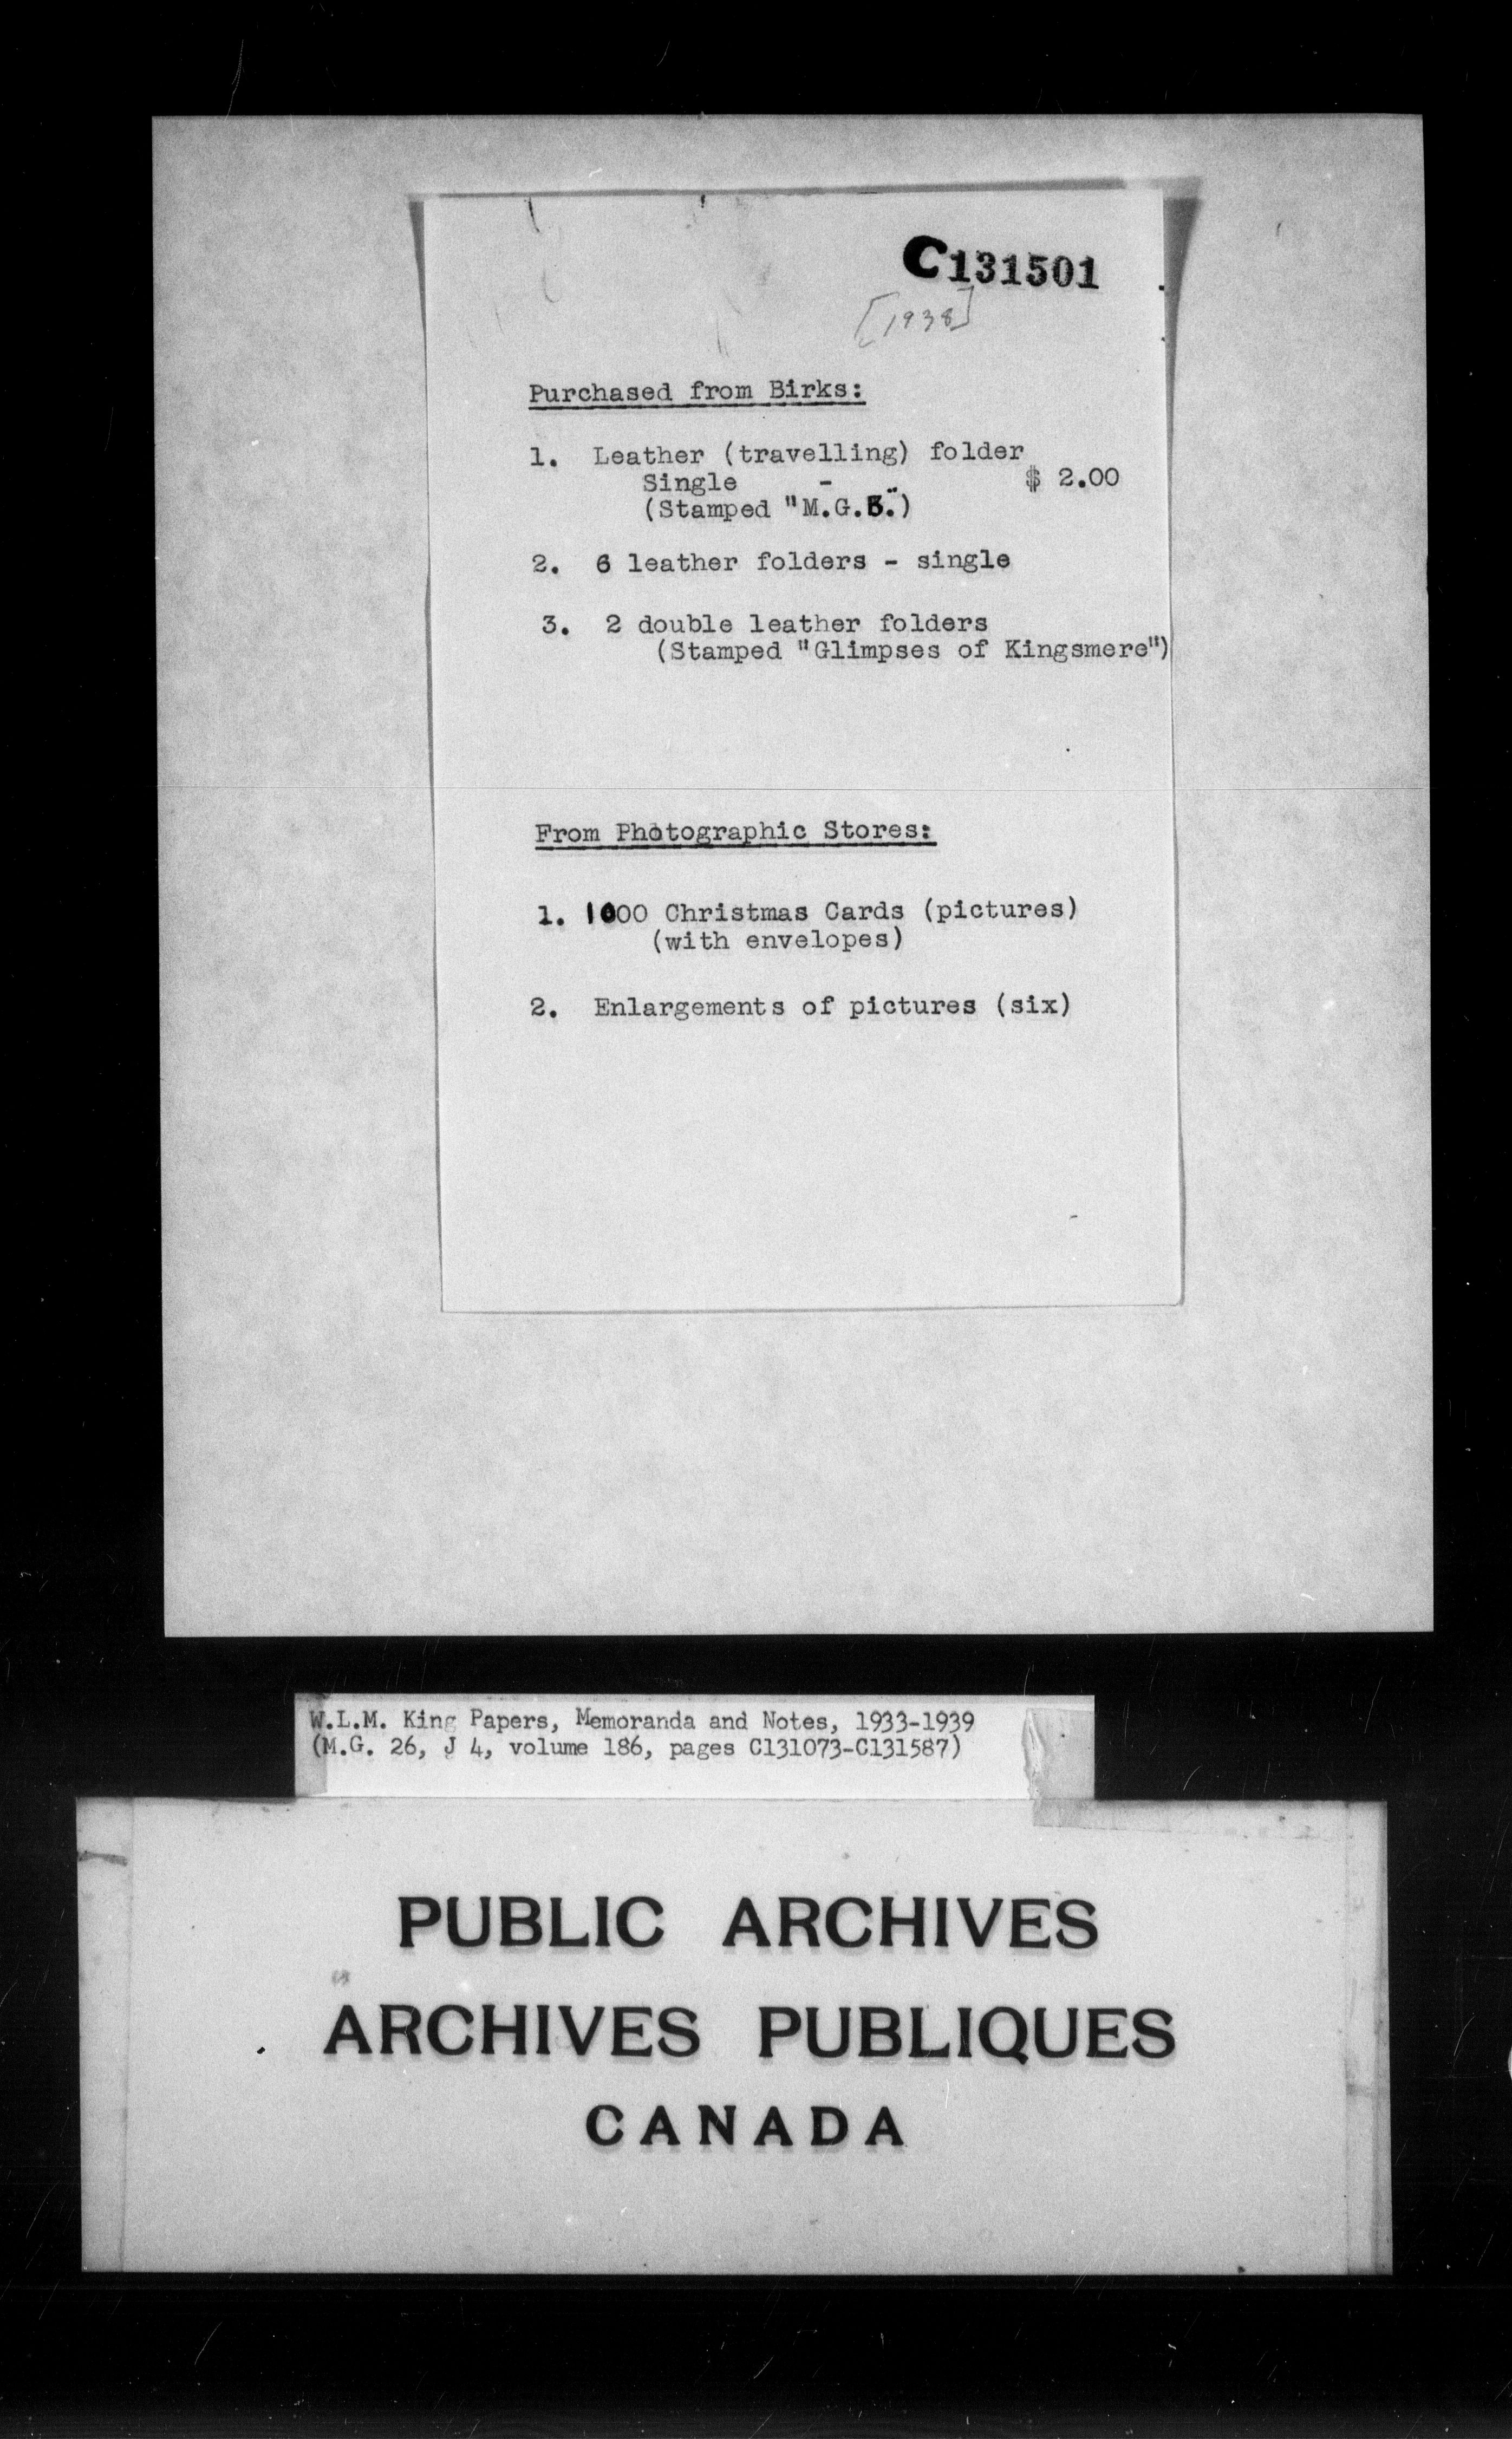 C131501
[1938]
Purchased from Birks:
1. Leather (travelling) folder
Single - $ 2.00
(Stamped "M.G.B.")
2. 6 leather folders - single
3. 2 double leather folders
(Stamped "Glimpses of Kingsmere")
From Photographic Stores:
1. 1000 Christmas Cards (pictures)
(with envelopes)
2. Enlargements of pictures (six)
W.L.M. King Papers, Memoranda and Notes, 1933-1939
(M.G. 26, J 4, volume 186, pages C131073-C131587)
PUBLIC ARCHIVES
ARCHIVES PUBLIQUES
CANADA